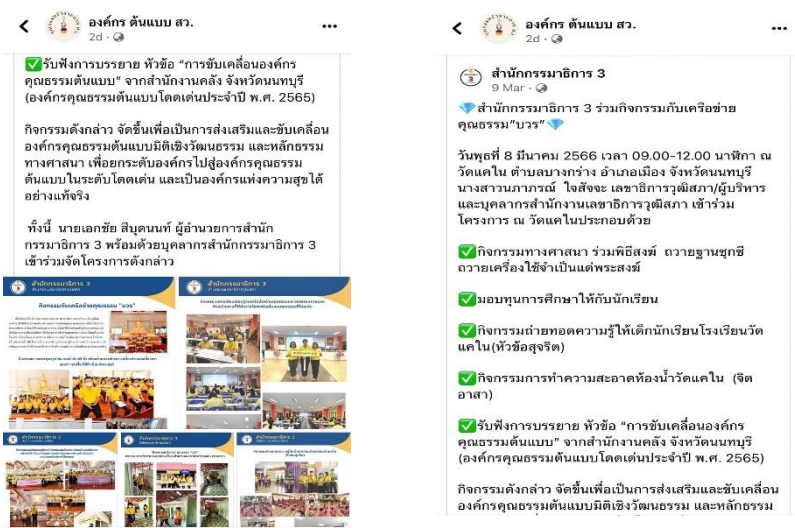 องค์กร ต้นแบบ สว.
2d
✅รับฟังการบรรยาย หัวข้อ “การขับเคลื่อนองค์กร
คุณธรรมต้นแบบ” จากสำนักงานคลัง จังหวัดนนทบุรี
(องค์กรคุณธรรมต้นแบบโดดเด่นประจำปี พ.ศ. 2565)
กิจกรรมดังกล่าว จัดขึ้นเพื่อเป็นการส่งเสริมและขับเคลื่อน
องค์กรคุณธรรมต้นแบบมิติเชิงวัฒนธรรม และหลักธรรม
ทางศาสนา เพื่อยกระดับองค์กรไปสู่องค์กรคุณธรรม
ต้นแบบในระดับโดดเด่น และเป็นองค์กรแห่งความสุขได้
อย่างแท้จริง
ทั้งนี้ นายเอกชัย สีบุดนนท์ ผู้อำนวยการสำนัก
กรรมาธิการ 3 พร้อมด้วยบุคลากรสำนักกรรมาธิการ 3
เข้าร่วมจัดโครงการดังกล่าว
สำนักกรรมาธิการ 3
กิจกรรมกับเครือข่ายคุณธรรม "บวร"
สำนักกรรมาธิการ 3
สำนักกรรมาธิการ 3
สำนักกรรมาธิการ 3
องค์กร ต้นแบบ สว.
2d
สำนักกรรมาธิการ 3
9 Mar
💎สำนักกรรมาธิการ 3 ร่วมกิจกรรมกับเครือข่าย
คุณธรรม”บวร”💎
วันพุธที่ 8 มีนาคม 2566 เวลา 09.00-12.00 นาฬิกา ณ
วัดแคใน ตำบลบางกร่าง อำเภอเมือง จังหวัดนนทบุรี
นางสาวนภาภรณ์ ใจสัจจะ เลขาธิการวุฒิสภา/ผู้บริหาร
และบุคลากรสำนักงานเลขาธิการวุฒิสภา เข้าร่วม
โครงการ ณ วัดแคในประกอบด้วย
✅กิจกรรมทางศาสนา ร่วมพิธีสงฆ์ ถวายฐานชุกชี
ถวายเครื่องใช้จำเป็นแด่พระสงฆ์
✅มอบทุนการศึกษาให้กับนักเรียน
✅กิจกรรมถ่ายทอดความรู้ให้เด็กนักเรียนโรงเรียนวัด
แคใน(หัวข้อสุจริต)
✅กิจกรรมการทำความสะอาดห้องน้ำวัดแคใน (จิต
อาสา)
✅รับฟังการบรรยาย หัวข้อ “การขับเคลื่อนองค์กร
คุณธรรมต้นแบบ” จากสำนักงานคลัง จังหวัดนนทบุรี
(องค์กรคุณธรรมต้นแบบโดดเด่นประจำปี พ.ศ. 2565)
กิจกรรมดังกล่าว จัดขึ้นเพื่อเป็นการส่งเสริมและขับเคลื่อน
องค์กรคุณธรรมต้นแบบมิติเชิงวัฒนธรรม และหลักธรรม